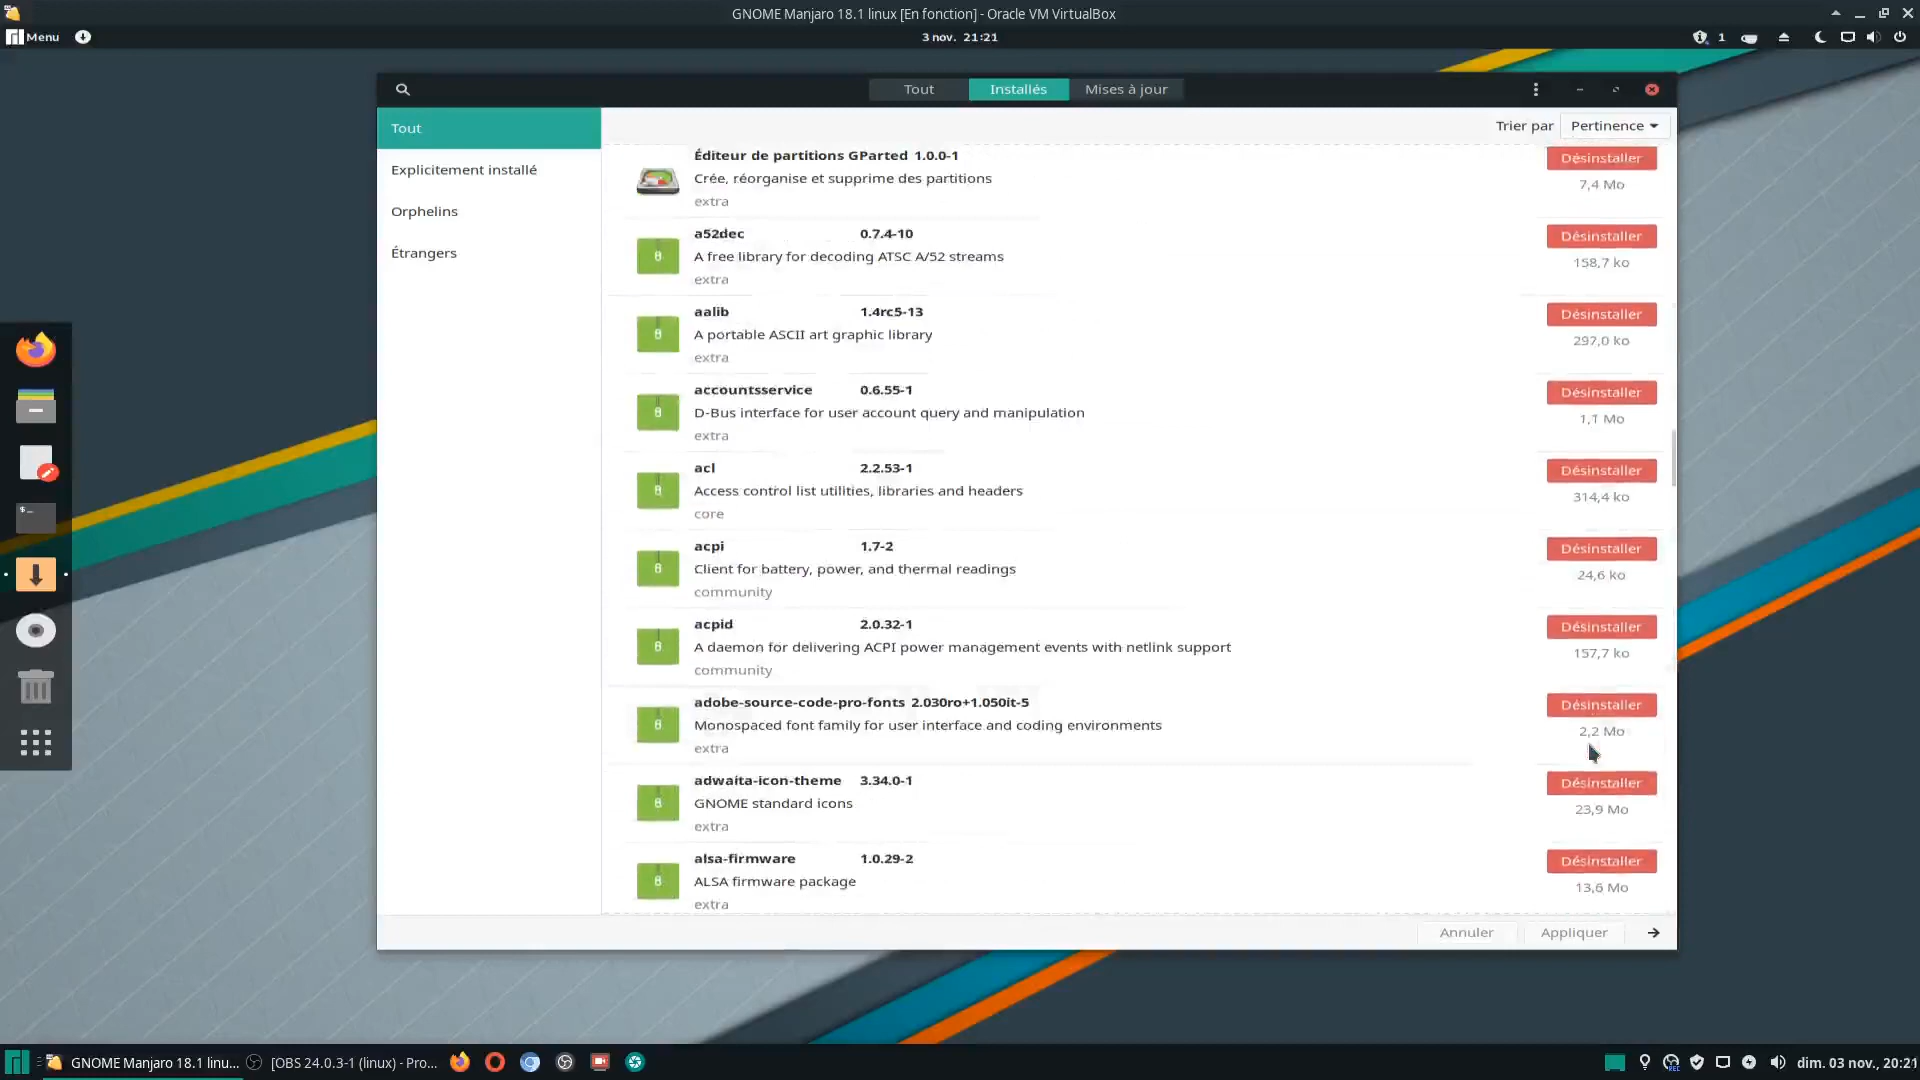 GNOME Manjaro 18.1 linux [En fonction] - Oracle VM VirtualBox
Menu
3 nov. 21:21
1
Tout
Installés
Mises à jour
Tout
Explicitement installé
Orphelins
Étrangers
Trier par
Pertinence
Éditeur de partitions GParted 1.0.0-1
Crée, réorganise et supprime des partitions
extra
Désinstaller
7,4 Mo
a52dec 0.7.4-10
A free library for decoding ATSC A/52 streams
extra
Désinstaller
158,7 ko
aalib 1.4rc5-13
A portable ASCII art graphic library
extra
Désinstaller
297,0 ko
accountsservice 0.6.55-1
D-Bus interface for user account query and manipulation
extra
Désinstaller
1,1 Mo
acl 2.2.53-1
Access control list utilities, libraries and headers
core
Désinstaller
314,4 ko
acpi 1.7-2
Client for battery, power, and thermal readings
community
Désinstaller
24,6 ko
acpid 2.0.32-1
A daemon for delivering ACPI power management events with netlink support
community
Désinstaller
157,7 ko
adobe-source-code-pro-fonts 2.030ro+1.050it-5
Monospaced font family for user interface and coding environments
extra
Désinstaller
2,2 Mo
adwaita-icon-theme 3.34.0-1
GNOME standard icons
extra
Désinstaller
23,9 Mo
alsa-firmware 1.0.29-2
ALSA firmware package
extra
Désinstaller
13,6 Mo
Annuler
Appliquer
GNOME Manjaro 18.1 linu...
[OBS 24.0.3-1 (linux) - Pro...
dim. 03 nov., 20:21